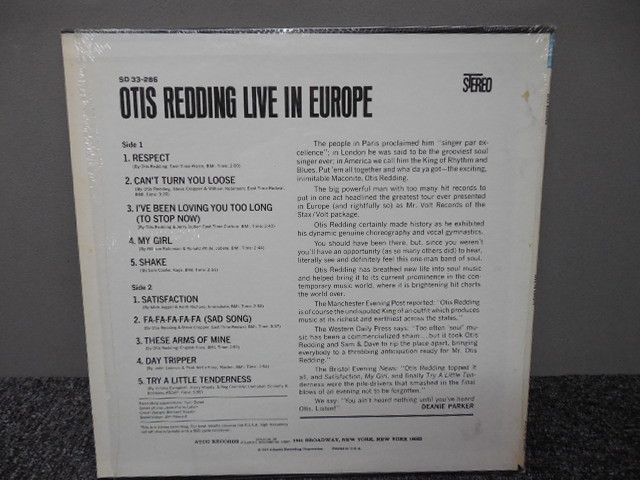 SD 33-286
STEREO
OTIS REDDING LIVE IN EUROPE
Side 1
1. RESPECT
2. CAN'T TURN YOU LOOSE
3. I'VE BEEN LOVING YOU TOO LONG
(TO STOP NOW)
4. MY GIRL
5. SHAKE
Side 2
1. SATISFACTION
2. FA-FA-FA-FA-FA (SAD SONG)
3. THESE ARMS OF MINE
4. DAY TRIPPER
5. TRY A LITTLE TENDERNESS
The people in Paris proclaimed him "singer par ex-
cellence"; in London he was said to be the grooviest soul
singer ever; in America we call him the King of Rhythm and
Blues. Put 'em all together and wha' da ya got—the exciting,
inimitable Maconite, Otis Redding.
The big powerful man with too many hit records to
put in one act headlined the greatest tour ever presented
in Europe (and rightfully so) as Mr. Volt Records of the
Stax/Volt package.
Otis Redding certainly made history as he exhibited
his dynamic genuine choreography and vocal gymnastics.
You should have been there, but, since you weren't
you'll have an opportunity (as so many others did) to hear,
literally see and definitely feel this one-man band of soul.
Otis Redding has breathed new life into soul music
and helped bring it to its current prominence in the con-
temporary music world, where it is brightening hit charts
the world over.
The Manchester Evening Post reported: "Otis Redding
is of course the undisputed King of an outfit which produces
music at its richest and earthiest across the states."
The Western Daily Press says: "Too often 'soul' mu-
sic has been a commercialized sham... but it took Otis
Redding and Sam & Dave to rip the place apart, bringing
everybody to a throbbing anticipation ready for Mr. Otis
Redding."
The Bristol Evening News: "Otis Redding topped it
all, and Satisfaction, My Girl, and finally Try A Little Ten-
derness were the pile-drivers that smashed in the final
blows of an evening not to be forgotten."
We say: "You ain't heard nothing until you've heard
Otis. Listen!"
DEANIE PARKER
ATCO RECORDS
1841 BROADWAY, NEW YORK, NEW YORK 10023